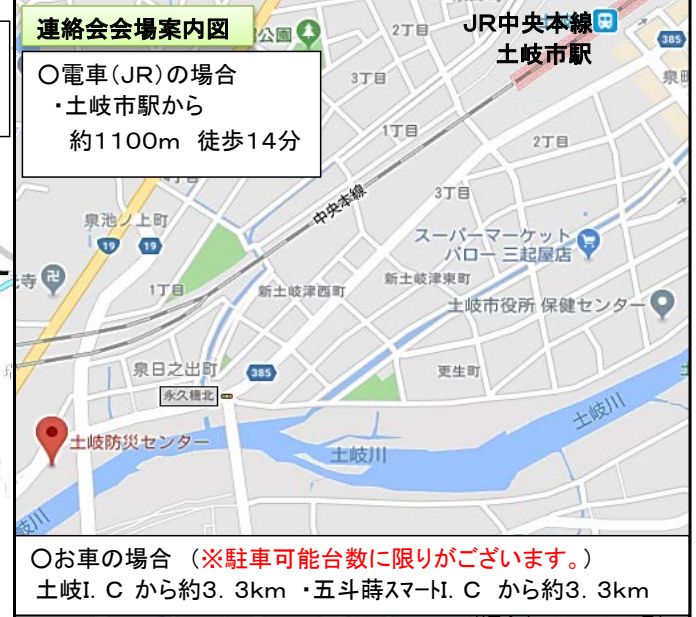 連絡会会場案内図
公園
2丁目
JR中央本線
土岐市駅
385
泉町
○電車(JR)の場合
・土岐市駅から
約1100m 徒歩14分
3丁目
1丁目
2丁目
3丁目
中央本線
泉池ノ上町
19
19
スーパーマーケット
バロー 三起屋店
寺
1丁目
新土岐津西町
新土岐津東町
土岐市役所 保健センター
泉日之出町
385
更生町
永久橋北
土岐川
土岐防災センター
土岐川
岐川
○お車の場合 (※駐車可能台数に限りがございます。)
土岐I.C から約3.3km ・五斗蒔スマートI.C から約3.3km